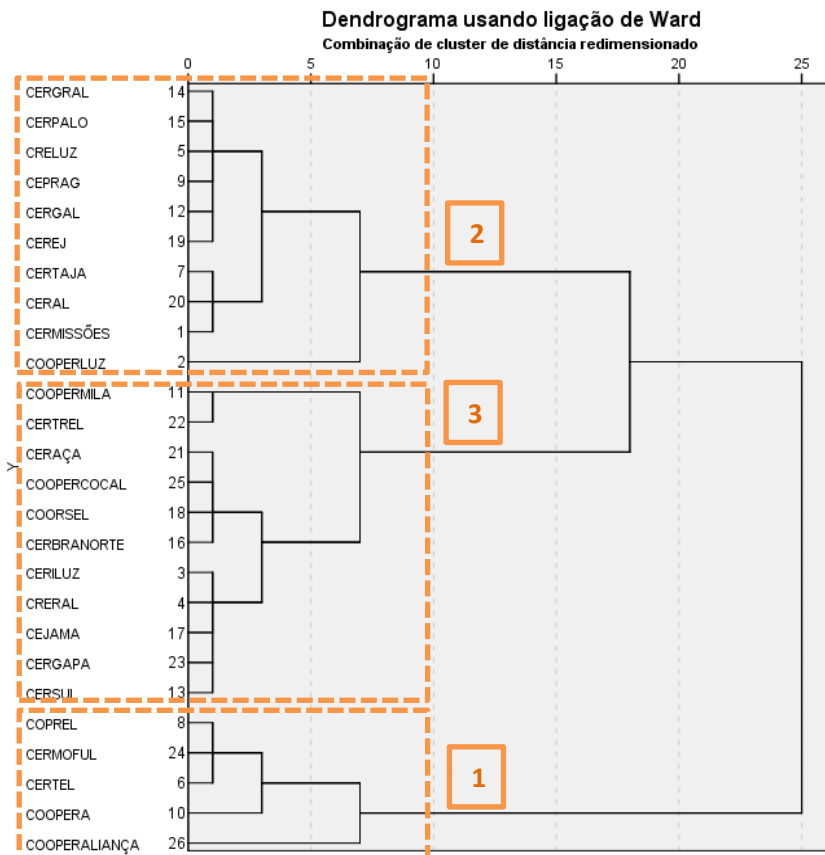 Dendrograma usando ligação de Ward
Combinação de cluster de distância redimensionado
0 5 10 15 20 25
CERGRAL 14
CERPALO 15
CRELUZ 5
CEPRAG 9
CERGAL 12
CEREJ 19
2
CERTAJA 7
CERAL 20
CERMISSÕES 1
COOPERLUZ 2
COOPERMILA 11
3
CERTREL 22
CERAÇA 21
Y
COOPERCOCAL 25
COORSEL 18
CERBRANORTE 16
CERILUZ 3
CRERAL 4
CEJAMA 17
CERGAPA 23
CERSUL 13
COPREL 8
CERMOFUL 24
1
CERTEL 6
COOPERA 10
COOPERALIANÇA 26